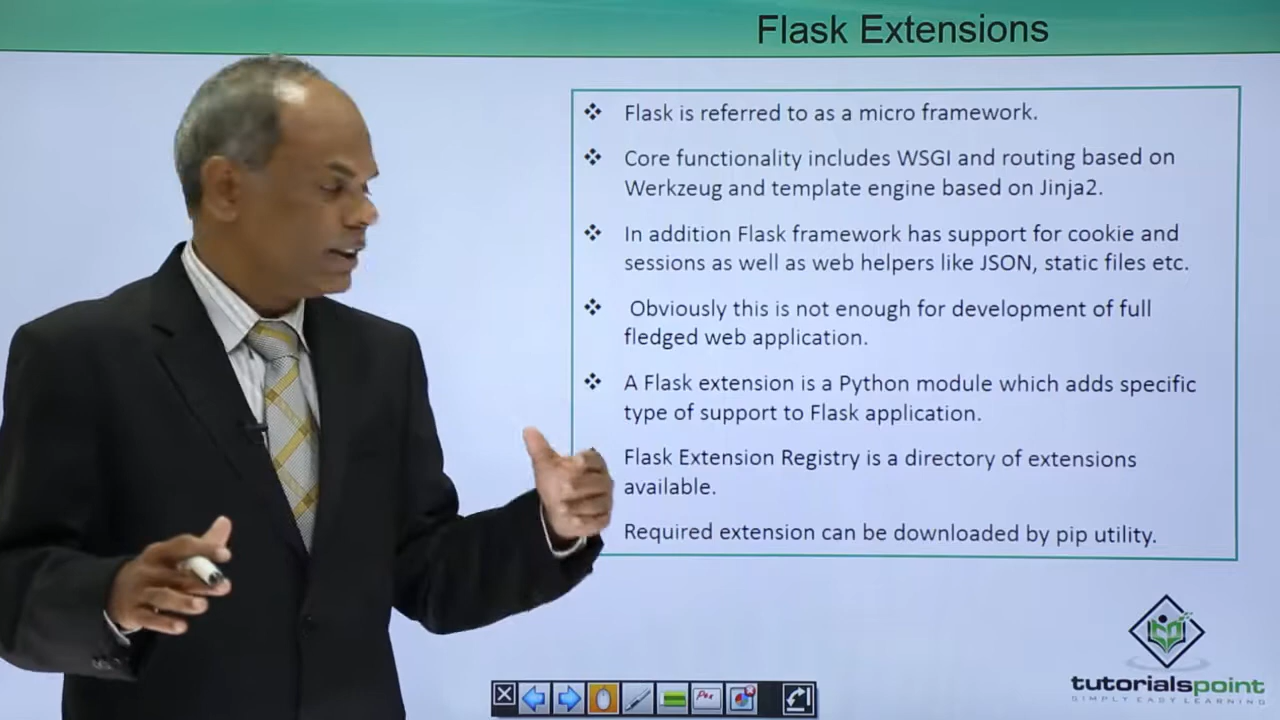 Flask Extensions
Flask is referred to as a micro framework.
Core functionality includes WSGI and routing based on
Werkzeug and template engine based on Jinja2.
In addition Flask framework has support for cookie and
sessions as well as web helpers like JSON, static files etc.
Obviously this is not enough for development of full
fledged web application.
A Flask extension is a Python module which adds specific
type of support to Flask application.
Flask Extension Registry is a directory of extensions
available.
Required extension can be downloaded by pip utility.
tutorialspoint
SIMPLY EASY LEARNING